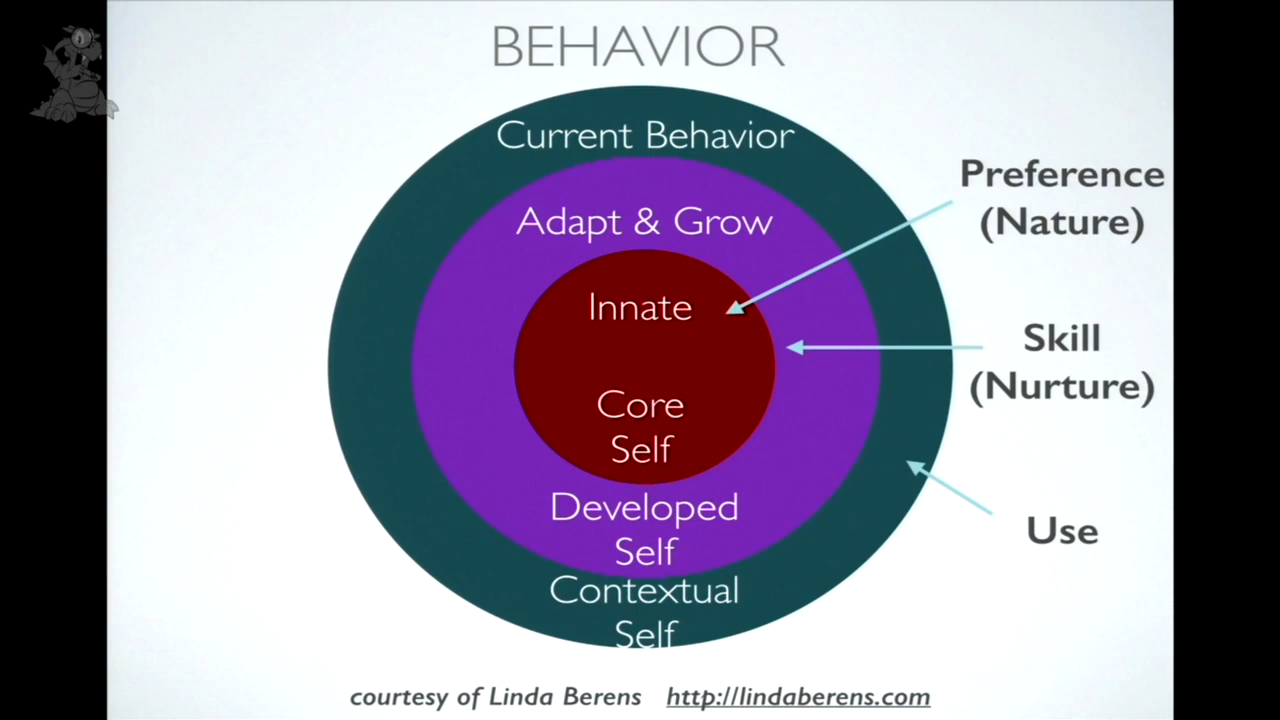 BEHAVIOR
Current Behavior
Adapt & Grow
Innate
Core
Self
Developed
Self
Contextual
Self
Preference
(Nature)
Skill
(Nurture)
Use
courtesy of Linda Berens http://lindaberens.com